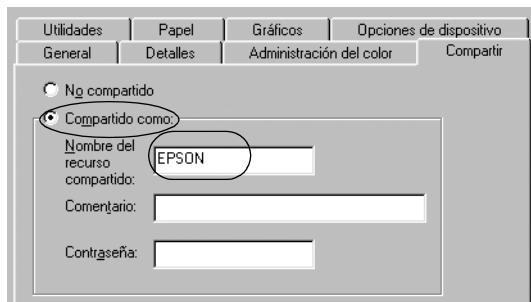 Utilidades Papel Gráficos Opciones de dispositivo
General Detalles Administración del color Compartir
No compartido
Compartido como:
Nombre del
recurso
compartido:
EPSON
Comentario:
Contraseña: